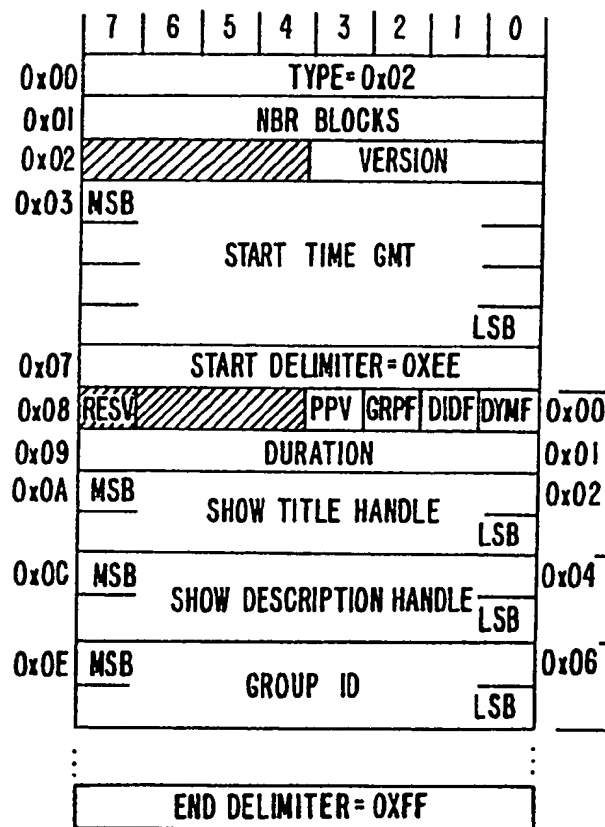 7 6 5 4 3 2 1 0
0x00 TYPE=0x02
0x01 NBR BLOCKS
0x02 VERSION
0x03 MSB
START TIME GMT
LSB
0x07 START DELIMITER=0XEE
0x08 RESV PPV GRPF DIDF DYMF 0x00
0x09 DURATION 0x01
0x0A MSB 0x02
SHOW TITLE HANDLE
LSB
0x0C MSB 0x04
SHOW DESCRIPTION HANDLE
LSB
0x0E MSB 0x06
GROUP ID
LSB
END DELIMITER=0XFF